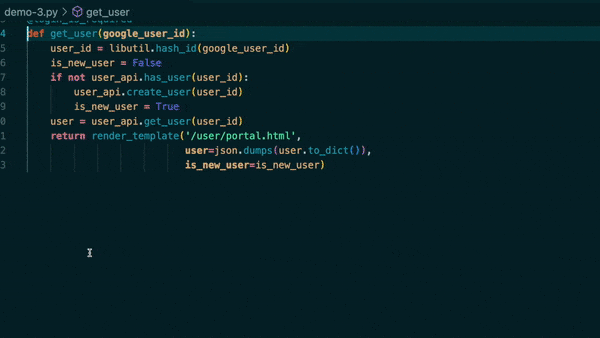 demo-3.py > get_user
@login_is_required
4 def get_user(google_user_id):
5 user_id = libutil.hash_id(google_user_id)
6 is_new_user = False
7 if not user_api.has_user(user_id):
8 user_api.create_user(user_id)
9 is_new_user = True
0 user = user_api.get_user(user_id)
1 return render_template('/user/portal.html',
2 user=json.dumps(user.to_dict()),
3 is_new_user=is_new_user)